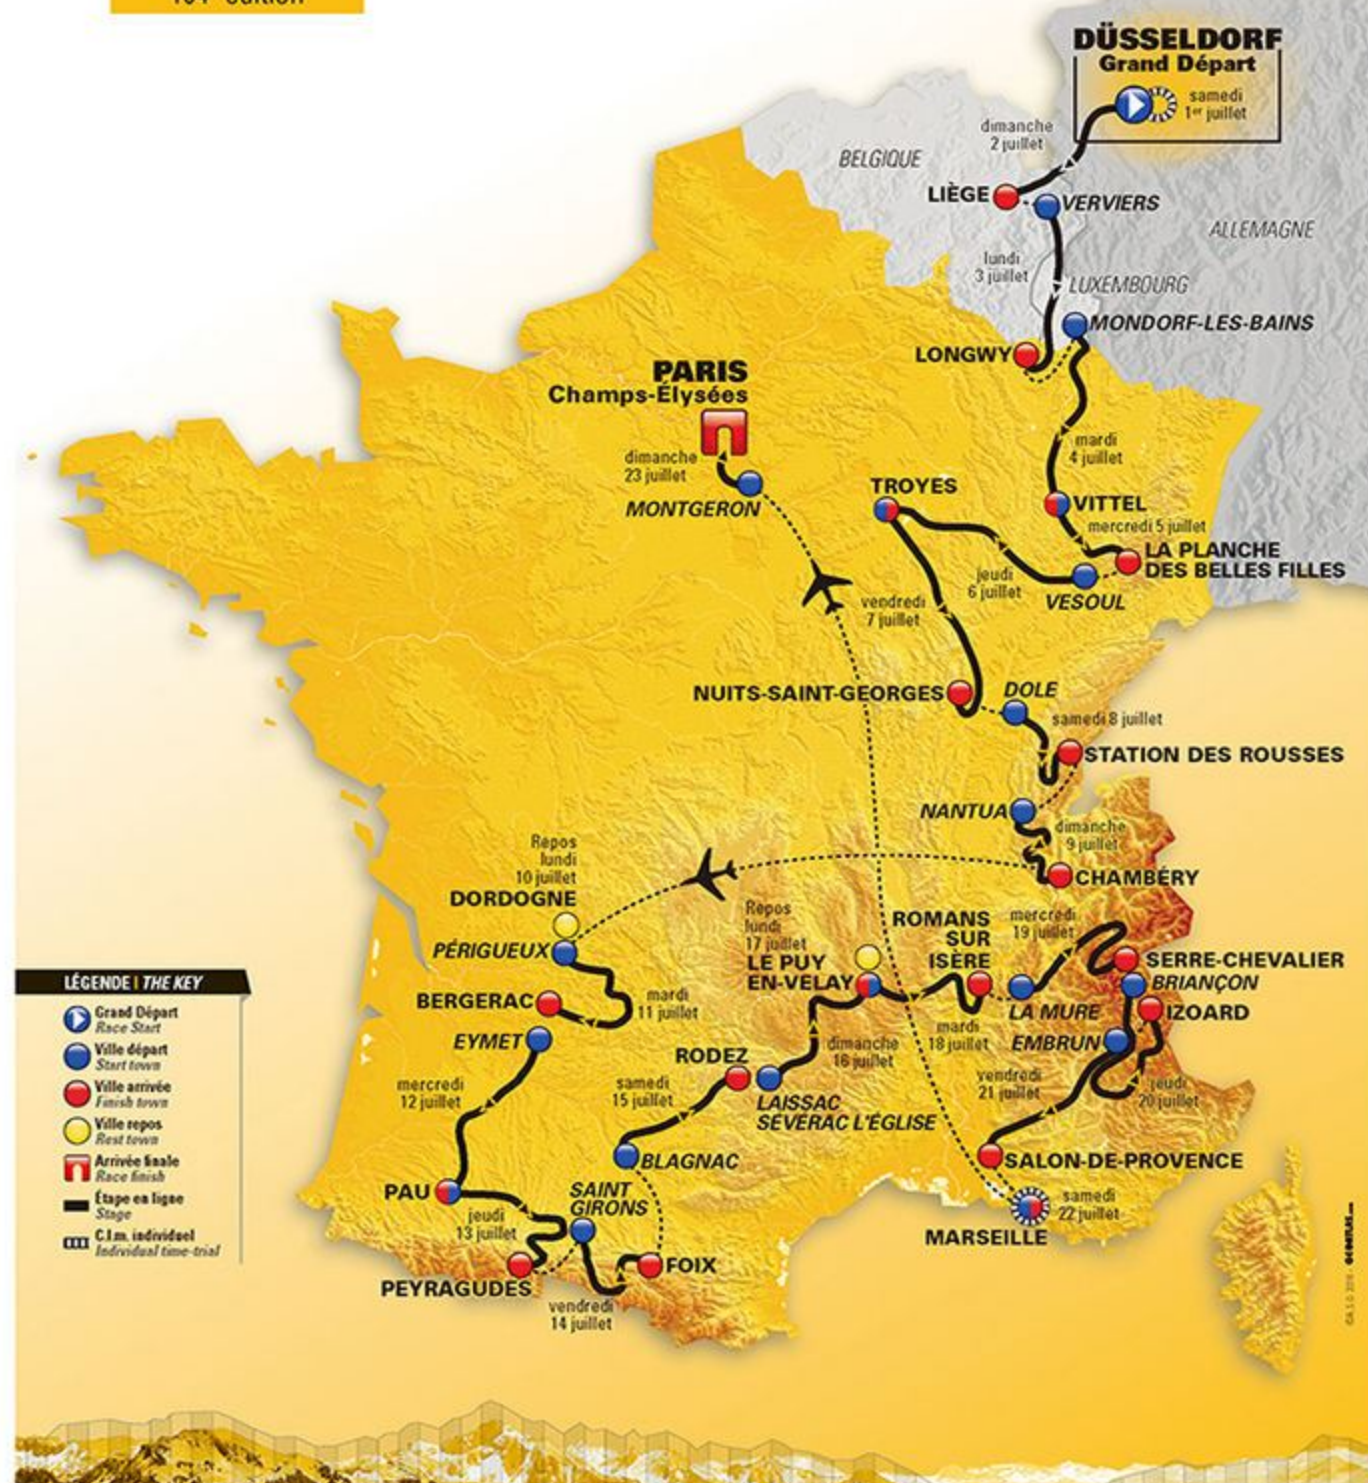 104e édition
DÜSSELDORF
Grand Départ
samedi
1er juillet
dimanche
2 juillet
BELGIQUE
LIÈGE
VERVIERS
ALLEMAGNE
lundi
3 juillet
LUXEMBOURG
MONDORF-LES-BAINS
LONGWY
PARIS
Champs-Élysées
dimanche
23 juillet
MONTGERON
mardi
4 juillet
TROYES
VITTEL
mercredi 5 juillet
LA PLANCHE
DES BELLES FILLES
jeudi
6 juillet
VESOUL
vendredi
7 juillet
NUITS-SAINT-GEORGES
DOLE
samedi 8 juillet
STATION DES ROUSSES
NANTUA
dimanche
9 juillet
CHAMBÉRY
Repos
lundi
10 juillet
DORDOGNE
PÉRIGUEUX
BERGERAC
mardi
11 juillet
EYMET
Repos
lundi
17 juillet
LE PUY
EN-VELAY
ROMANS
SUR
ISÈRE
mercredi
19 juillet
SERRE-CHEVALIER
BRIANÇON
LA MURE
IZOARD
mardi
18 juillet
EMBRUN
dimanche
16 juillet
RODEZ
LAISSAC
SÉVÉRAC L'ÉGLISE
mercredi
12 juillet
samedi
15 juillet
vendredi
21 juillet
jeudi
20 juillet
BLAGNAC
SALON-DE-PROVENCE
PAU
SAINT
GIRONS
jeudi
13 juillet
samedi
22 juillet
MARSEILLE
FOIX
PEYRAGUDES
vendredi
14 juillet
LÉGENDE | THE KEY
Grand Départ
Race Start
Ville départ
Start town
Ville arrivée
Finish town
Ville repos
Rest town
Arrivée finale
Race finish
Étape en ligne
Stage
C.l.m. individuel
Individual time-trial